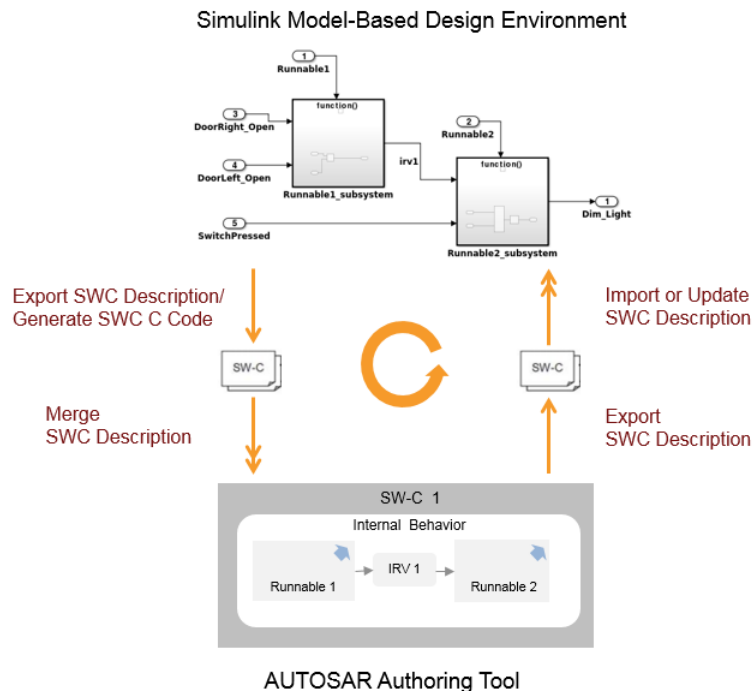 Simulink Model-Based Design Environment
1
Runnable1
function()
3
DoorRight_Open
2
Runnable2
4
DoorLeft_Open
irv1
function()
Runnable1_subsystem
1
Dim_Light
5
SwitchPressed
Runnable2_subsystem
Export SWC Description/
Generate SWC C Code
Import or Update
SWC Description
SW-C
SW-C
Merge
SWC Description
Export
SWC Description
SW-C 1
Internal Behavior
IRV 1
Runnable 1
Runnable 2
AUTOSAR Authoring Tool